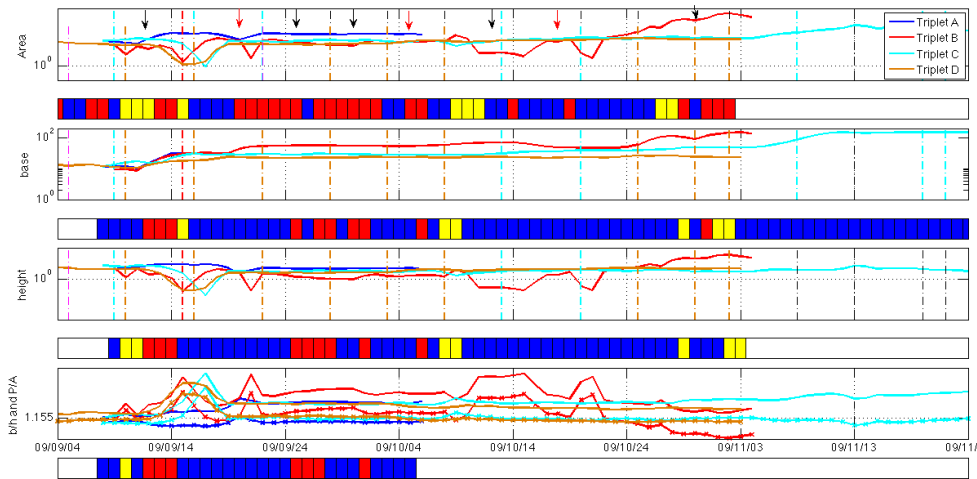 Area
10^0
Triplet A
Triplet B
Triplet C
Triplet D
base
10^2
10^0
height
10^0
b/h and P/A
1.155
09/09/04 09/09/14 09/09/24 09/10/04 09/10/14 09/10/24 09/11/03 09/11/13 09/11/